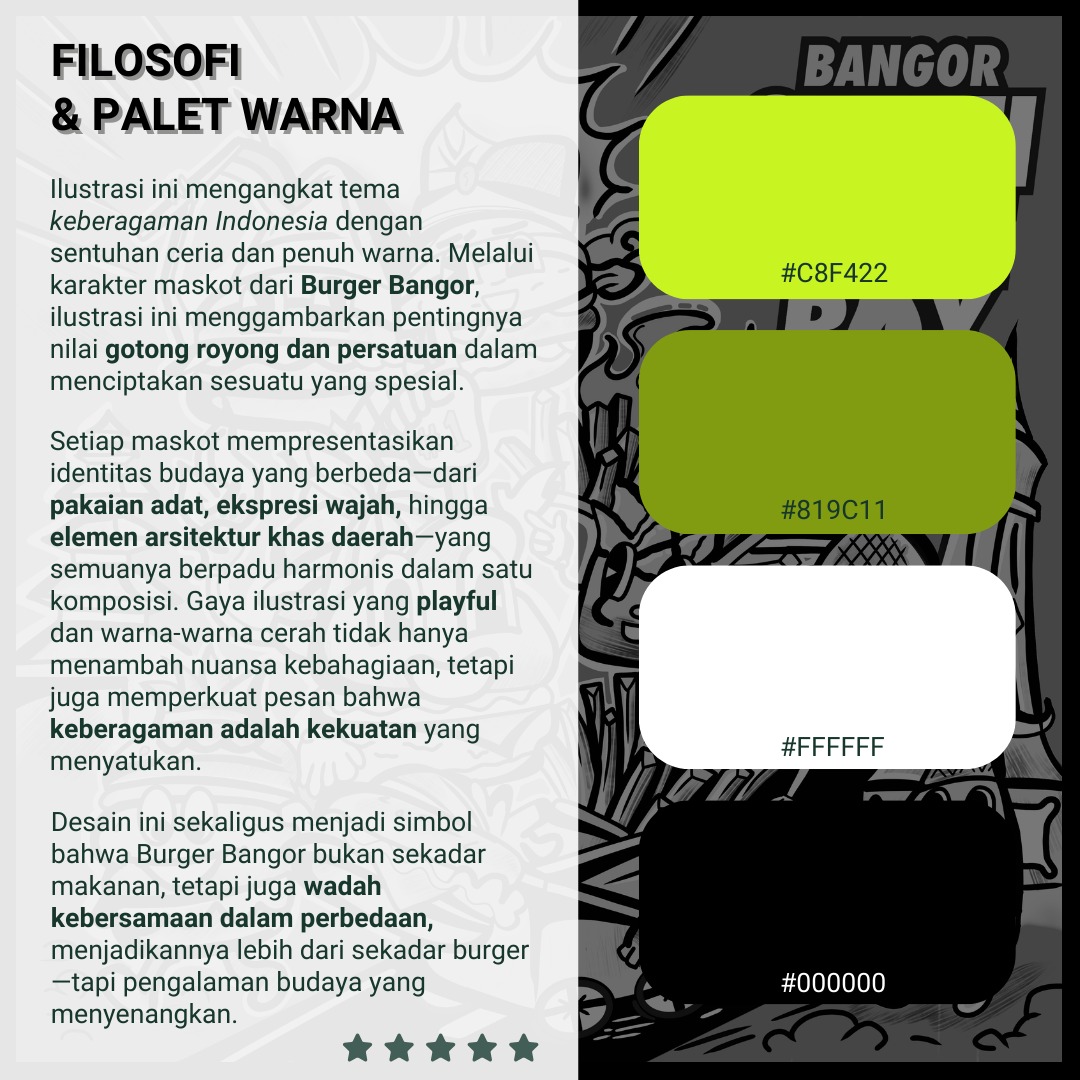 FILOSOFI
& PALET WARNA
Ilustrasi ini mengangkat tema
keberagaman Indonesia dengan
sentuhan ceria dan penuh warna. Melalui
karakter maskot dari Burger Bangor,
ilustrasi ini menggambarkan pentingnya
nilai gotong royong dan persatuan dalam
menciptakan sesuatu yang spesial.
Setiap maskot mempresentasikan
identitas budaya yang berbeda—dari
pakaian adat, ekspresi wajah, hingga
elemen arsitektur khas daerah—yang
semuanya berpadu harmonis dalam satu
komposisi. Gaya ilustrasi yang playful
dan warna-warna cerah tidak hanya
menambah nuansa kebahagiaan, tetapi
juga memperkuat pesan bahwa
keberagaman adalah kekuatan yang
menyatukan.
Desain ini sekaligus menjadi simbol
bahwa Burger Bangor bukan sekadar
makanan, tetapi juga wadah
kebersamaan dalam perbedaan,
menjadikannya lebih dari sekadar burger
—tapi pengalaman budaya yang
menyenangkan.
BANGOR
#C8F422
#819C11
#FFFFFF
#000000